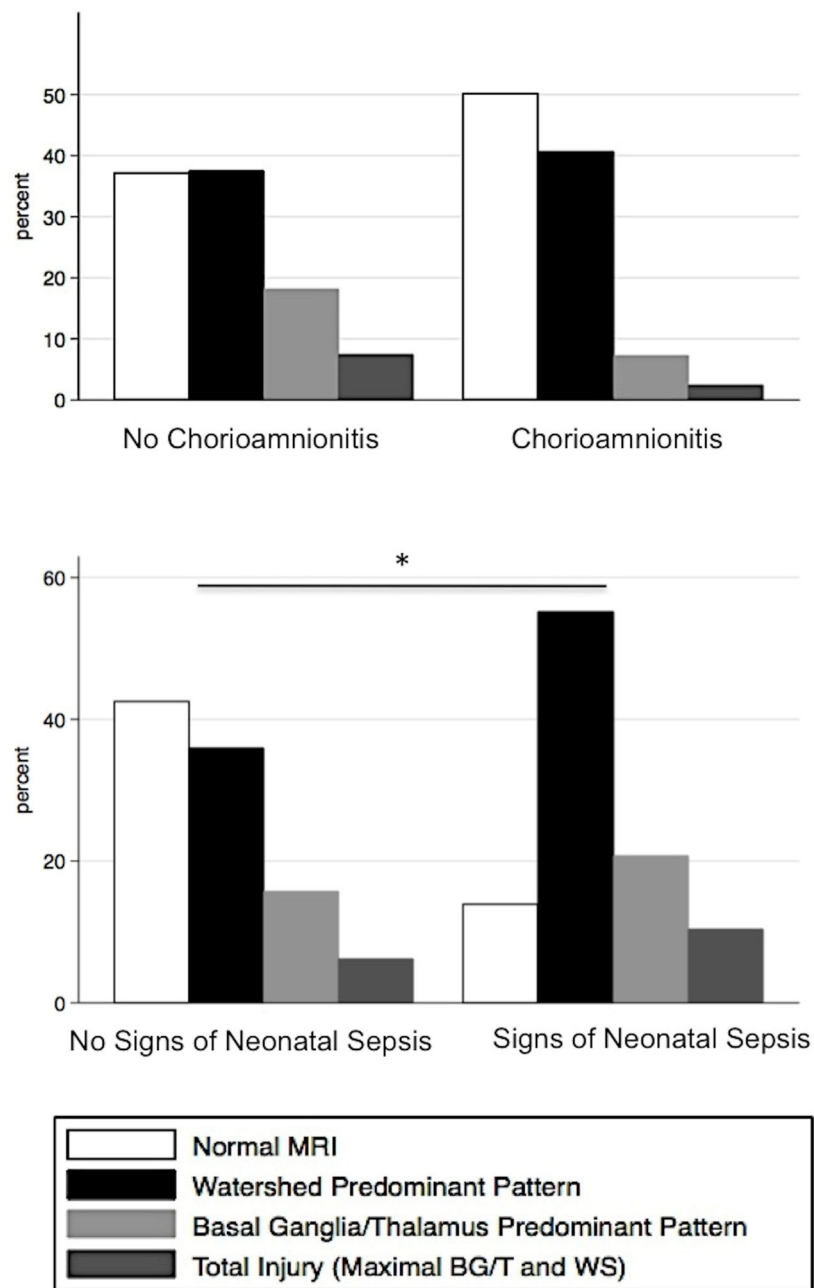 percent
50
40
30
20
10
0
No Chorioamnionitis
Chorioamnionitis
*
percent
60
40
20
0
No Signs of Neonatal Sepsis
Signs of Neonatal Sepsis
Normal MRI
Watershed Predominant Pattern
Basal Ganglia/Thalamus Predominant Pattern
Total Injury (Maximal BG/T and WS)